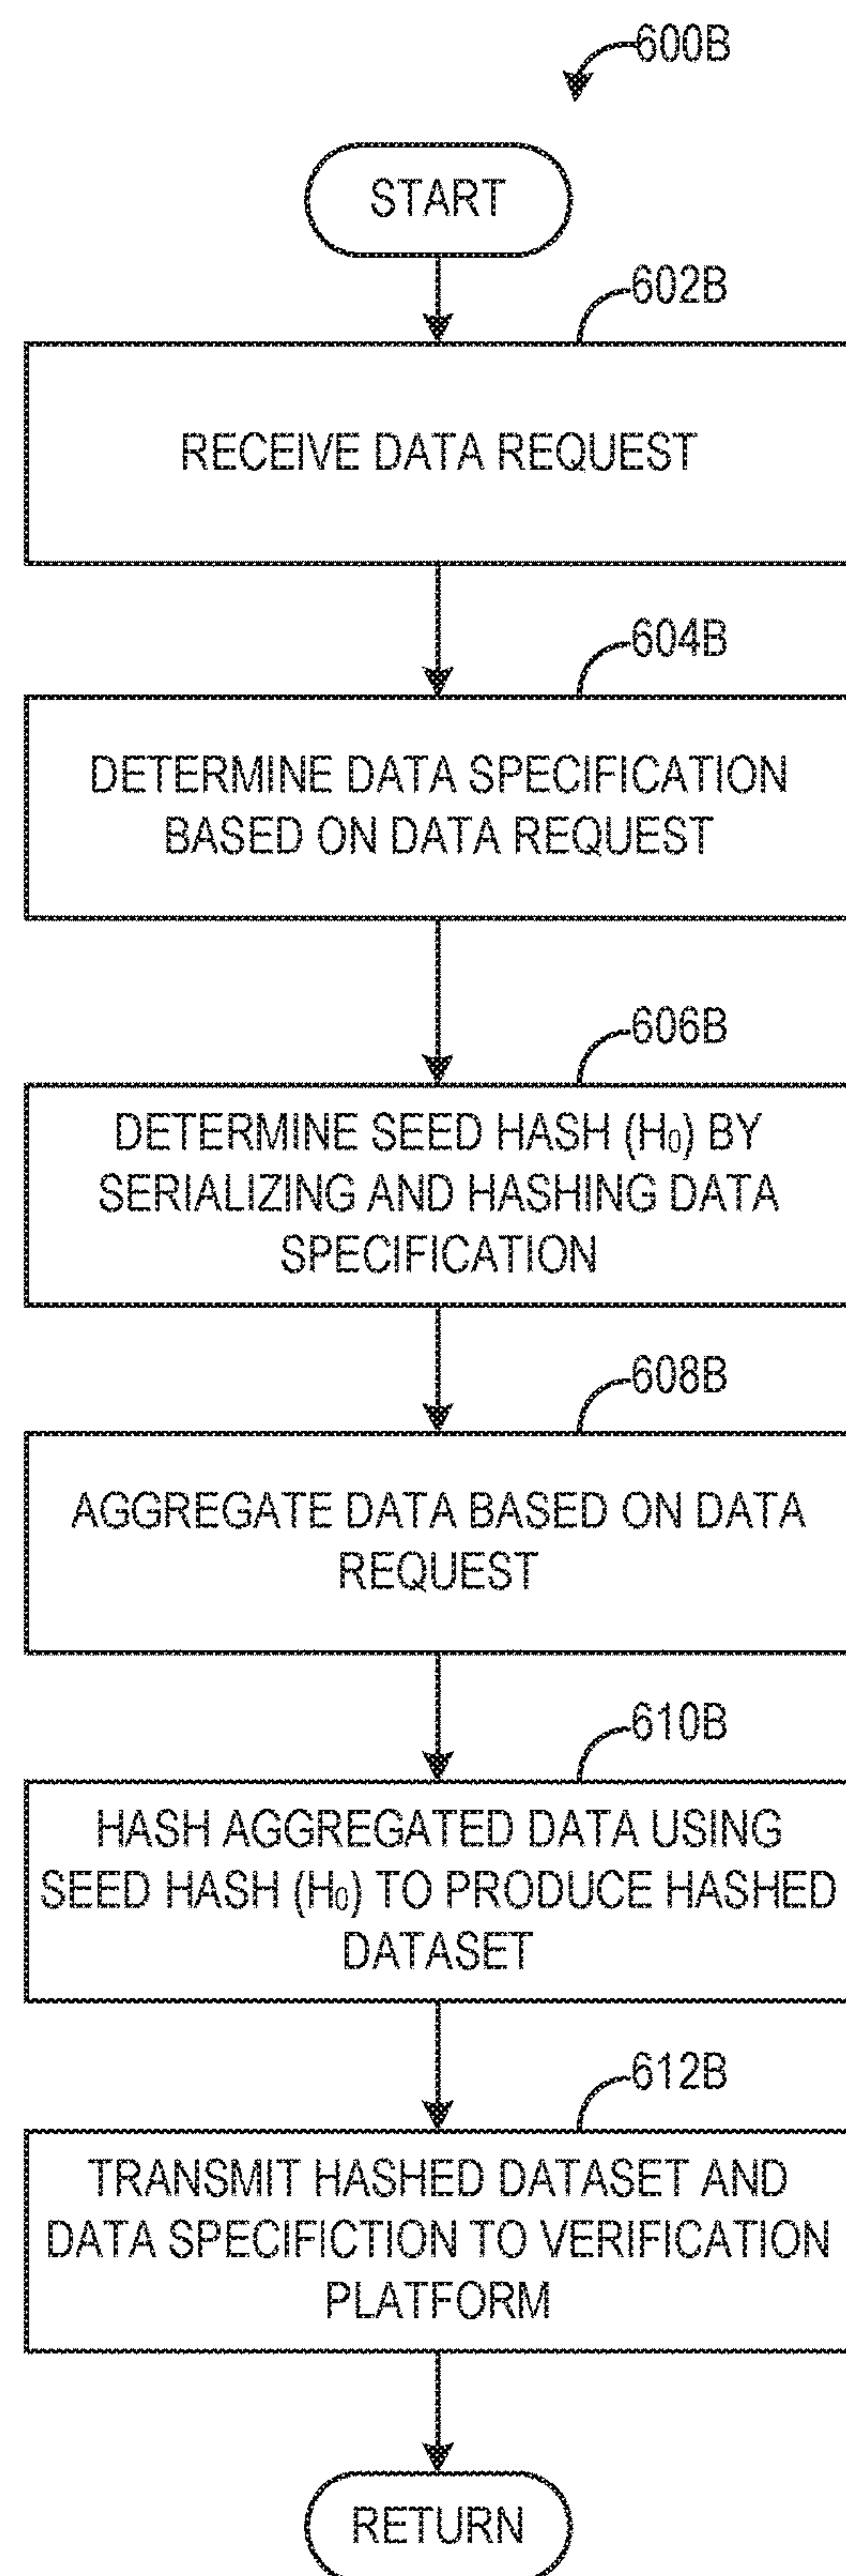 600B
START
602B
RECEIVE DATA REQUEST
604B
DETERMINE DATA SPECIFICATION
BASED ON DATA REQUEST
606B
DETERMINE SEED HASH (H₀) BY
SERIALIZING AND HASHING DATA
SPECIFICATION
608B
AGGREGATE DATA BASED ON DATA
REQUEST
610B
HASH AGGREGATED DATA USING
SEED HASH (H₀) TO PRODUCE HASHED
DATASET
612B
TRANSMIT HASHED DATASET AND
DATA SPECIFICTION TO VERIFICATION
PLATFORM
RETURN